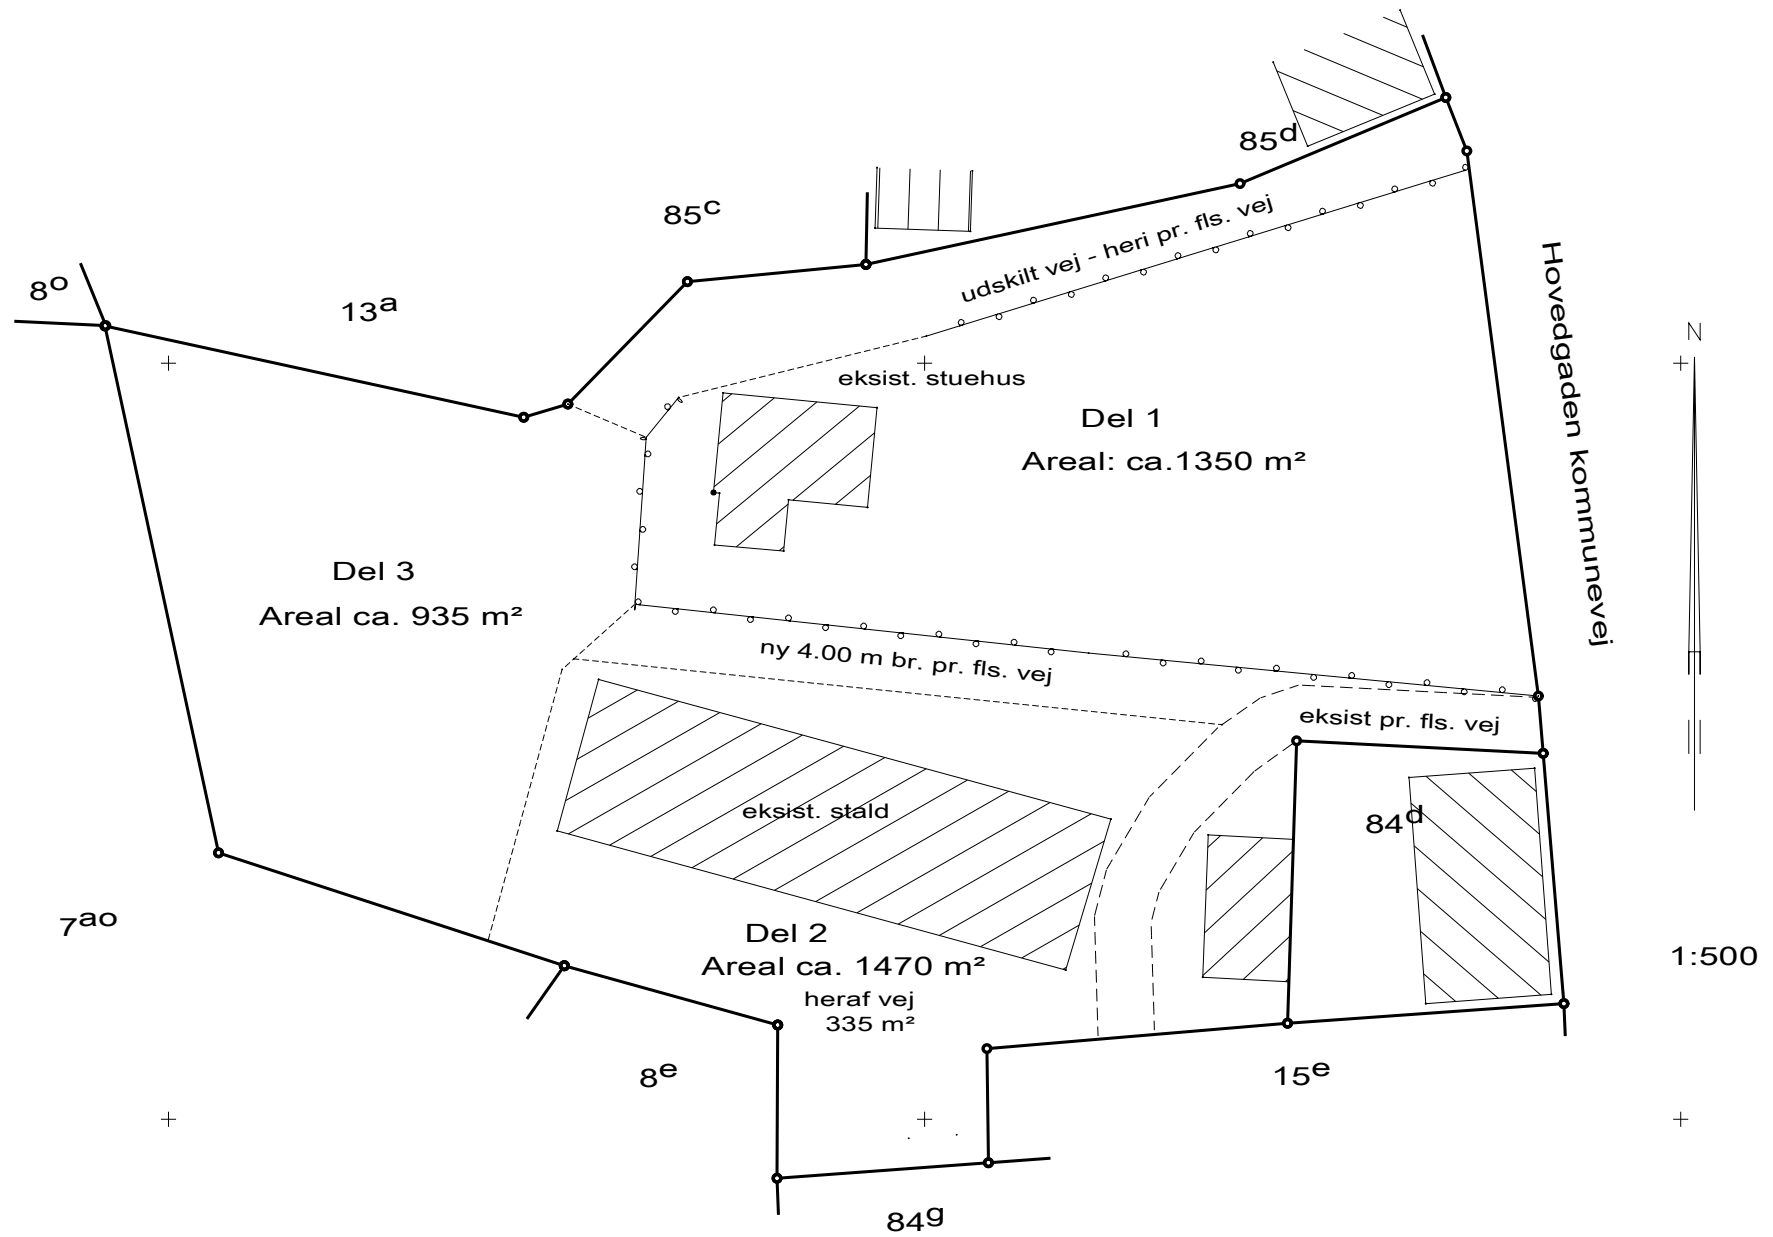 85d
85c
8o
13a
udskilt vej - heri pr. fls. vej
Hovedgaden kommunevej
N
eksist. stuehus
Del 1
Areal: ca.1350 m²
Del 3
Areal ca. 935 m²
ny 4.00 m br. pr. fls. vej
eksist pr. fls. vej
eksist. stald
84d
7ao
Del 2
Areal ca. 1470 m²
heraf vej
335 m²
1:500
8e
15e
84g